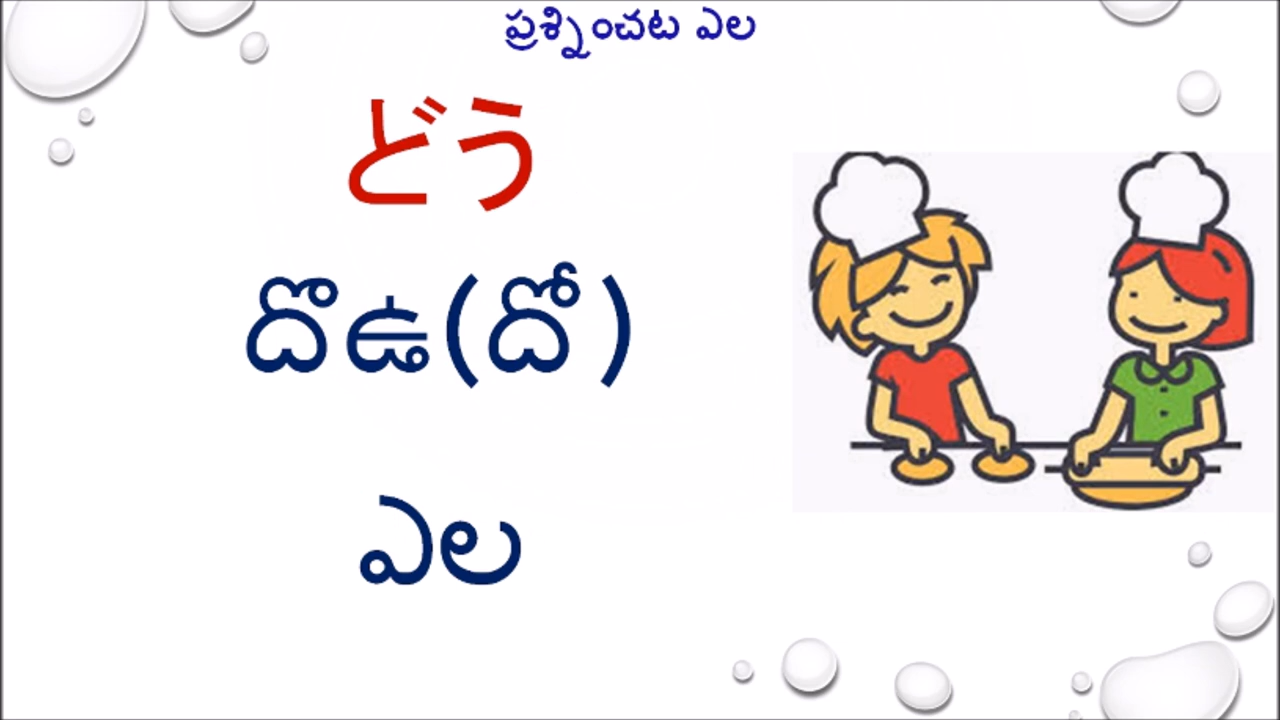 ప్రశ్నించట ఎల
どう
దొఉ(దో)
ఎల